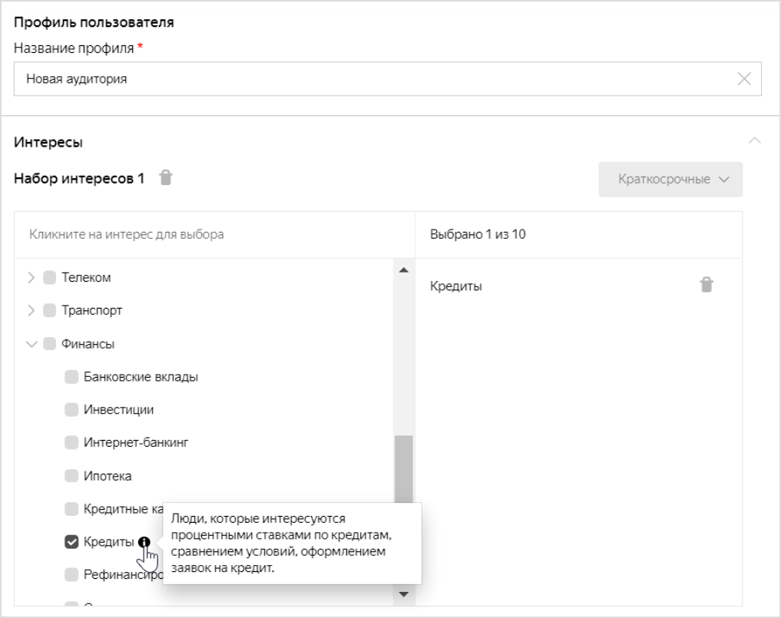 Профиль пользователя
Название профиля *
Новая аудитория
Интересы
Набор интересов 1
Краткосрочные
Кликните на интерес для выбора
Выбрано 1 из 10
Телеком
Кредиты
Транспорт
Финансы
Банковские вклады
Инвестиции
Интернет-банкинг
Ипотека
Кредитные ка
Люди, которые интересуются
процентными ставками по кредитам,
сравнением условий, оформлением
заявок на кредит.
Кредиты
Рефинансиро